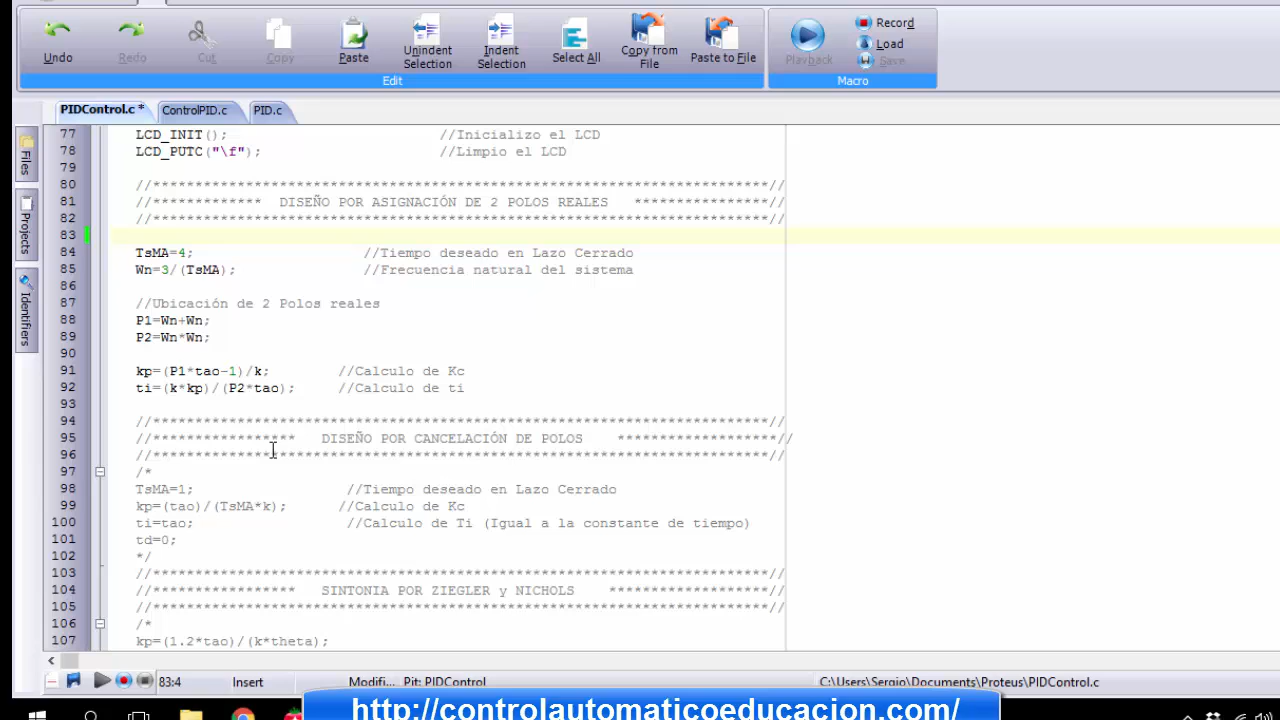 Undo Redo Cut Copy Paste Unindent Selection Indent Selection Select All Copy from File Paste to File Playback Record
Load
Save
Edit Macro
PIDControl.c * ControlPID.c PID.c
Files
Projects
Identifiers
77 LCD_INIT(); //Inicializo el LCD
78 LCD_PUTC("\f"); //Limpio el LCD
79
80 //*************************************************************************//
81 //************* DISEÑO POR ASIGNACIÓN DE 2 POLOS REALES ****************//
82 //*************************************************************************//
83
84 TsMA=4; //Tiempo deseado en Lazo Cerrado
85 Wn=3/(TsMA); //Frecuencia natural del sistema
86
87 //Ubicación de 2 Polos reales
88 P1=Wn+Wn;
89 P2=Wn*Wn;
90
91 kp=(P1*tao-1)/k; //Calculo de Kc
92 ti=(k*kp)/(P2*tao); //Calculo de ti
93
94 //*************************************************************************//
95 //***************** DISEÑO POR CANCELACIÓN DE POLOS *******************//
96 //*************************************************************************//
97 /*
98 TsMA=1; //Tiempo deseado en Lazo Cerrado
99 kp=(tao)/(TsMA*k); //Calculo de Kc
100 ti=tao; //Calculo de Ti (Igual a la constante de tiempo)
101 td=0;
102 */
103 //*************************************************************************//
104 //***************** SINTONIA POR ZIEGLER y NICHOLS *******************//
105 //*************************************************************************//
106 /*
107 kp=(1.2*tao)/(k*theta);
83:4 Insert Modifi... Pjt: PIDControl C:\Users\Sergio\Documents\Proteus\PIDControl.c
http://controlautomaticoeducacion.com/